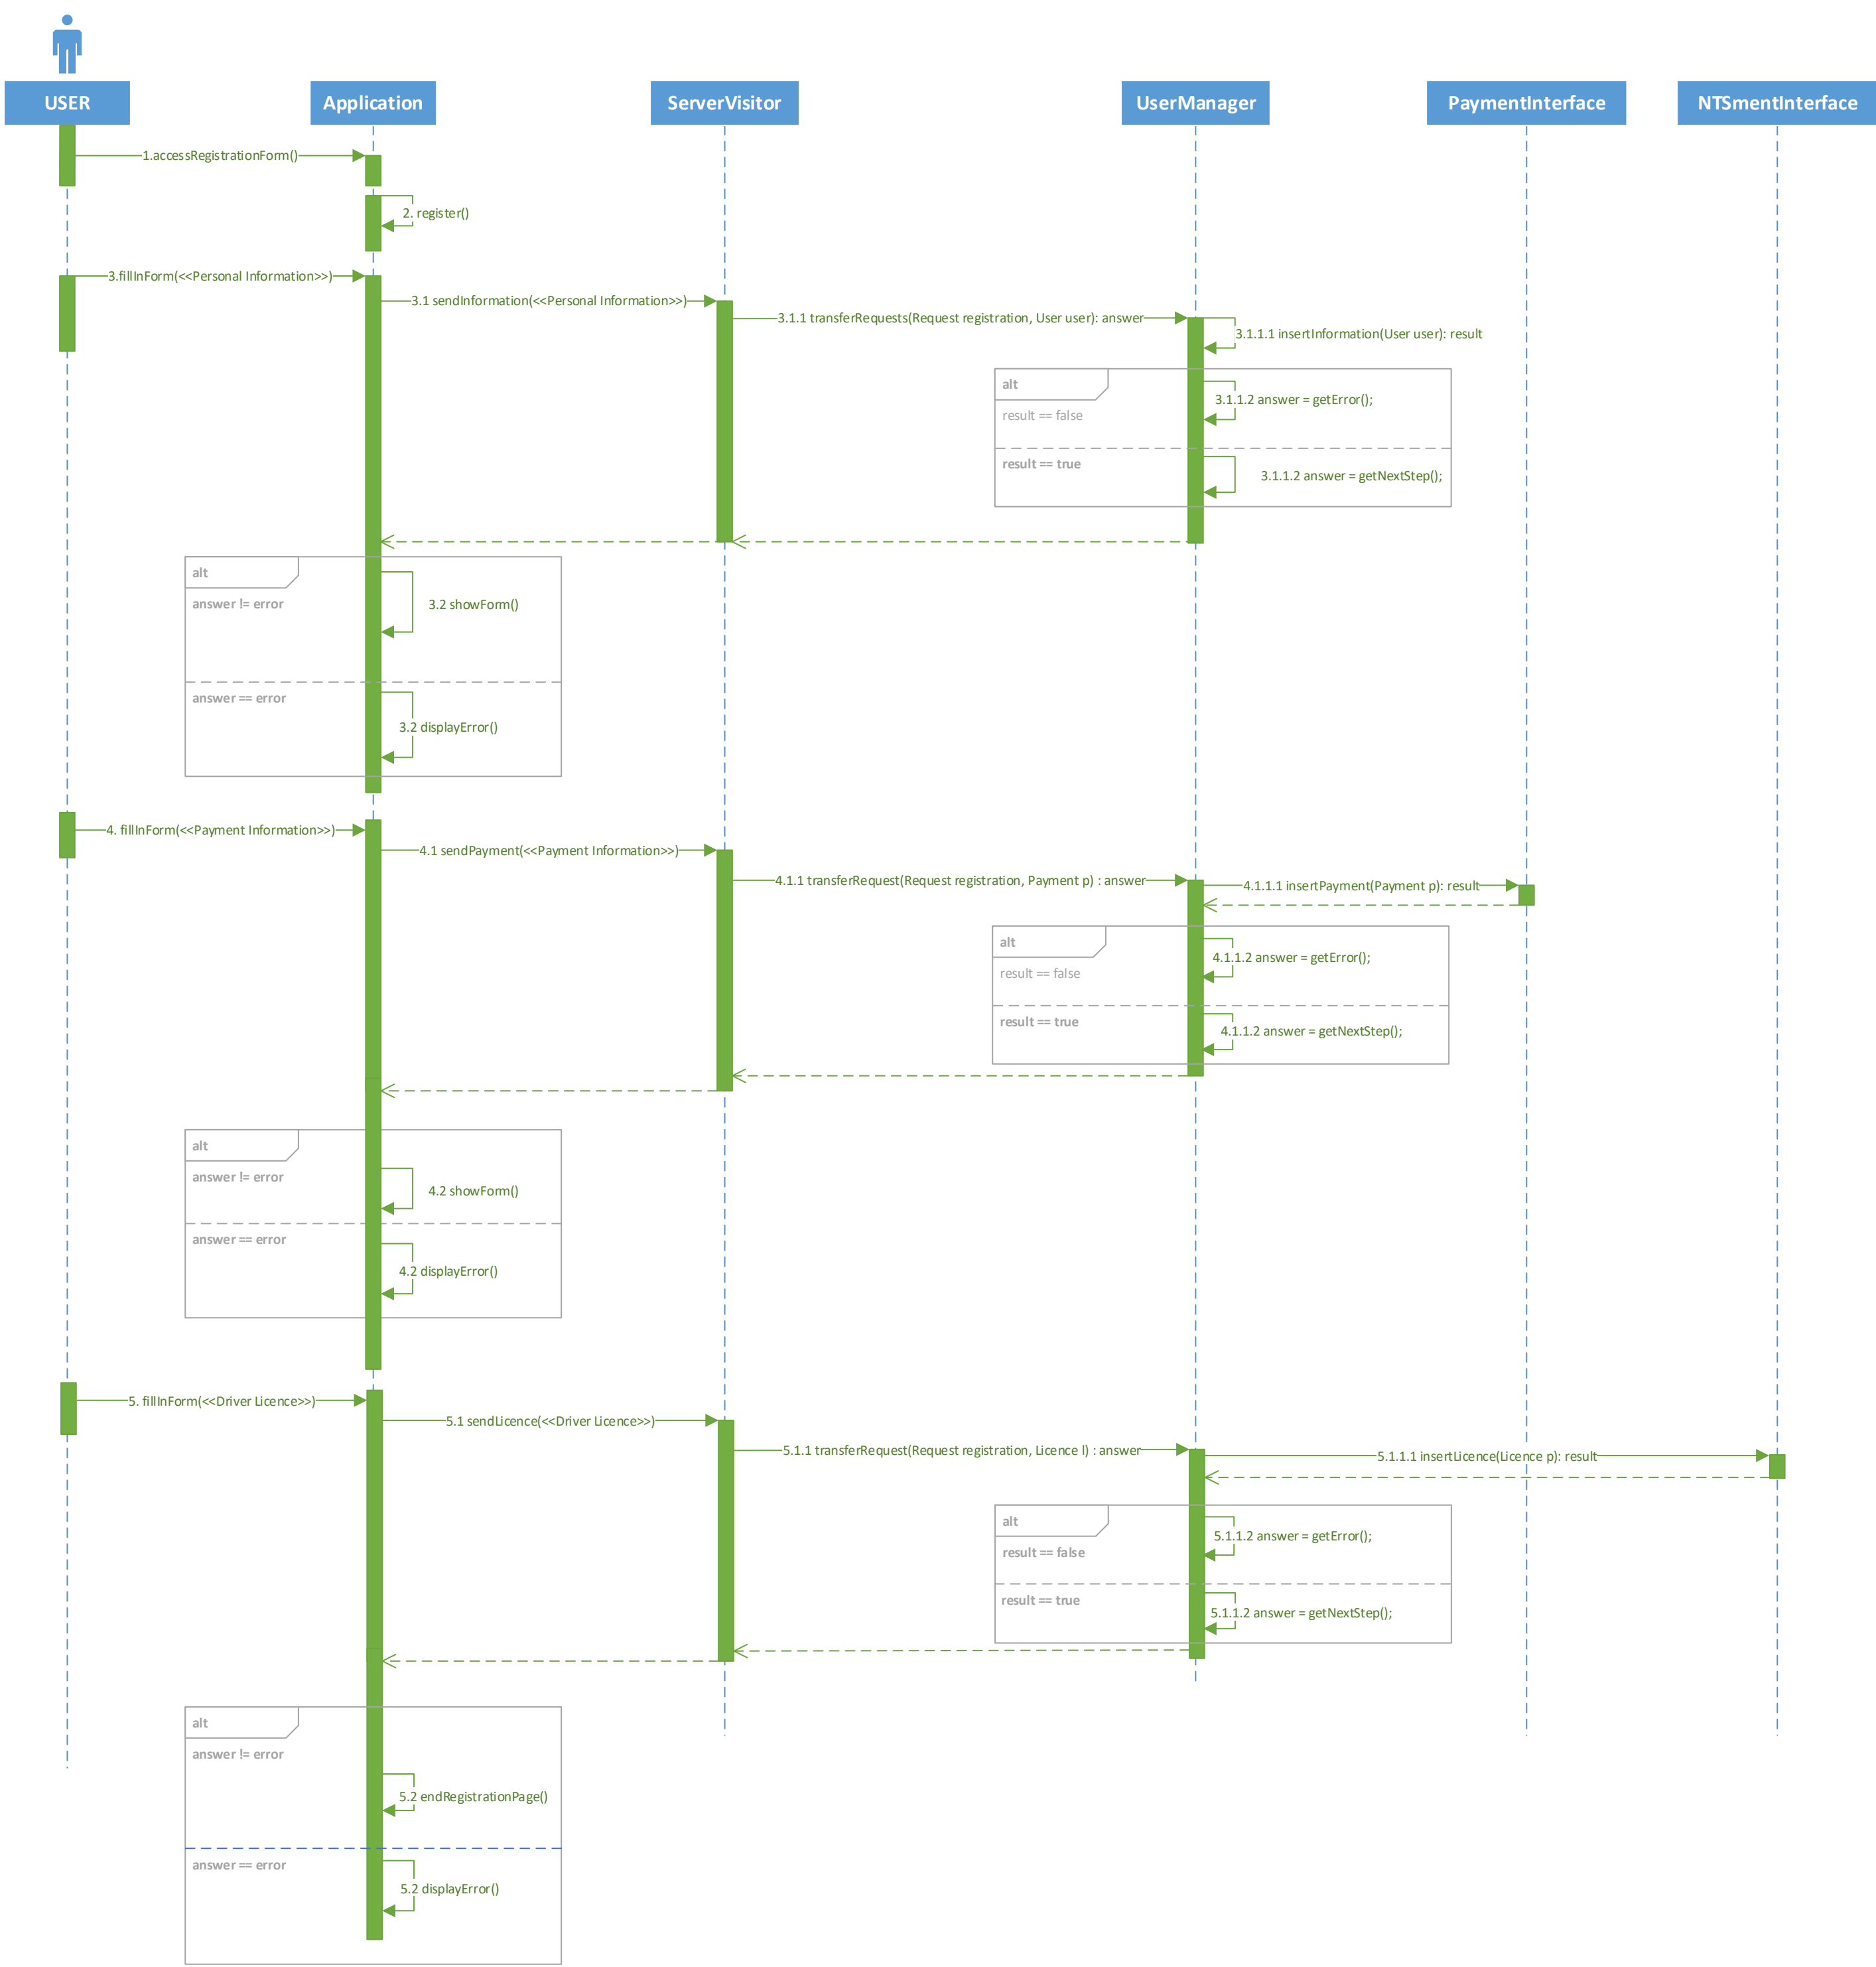 USER
Application
ServerVisitor
UserManager
PaymentInterface
NTSmentInterface
1.accessRegistrationForm()
2. register()
3.fillInForm(<<Personal Information>>)
3.1 sendInformation(<<Personal Information>>)
3.1.1 transferRequests(Request registration, User user): answer
3.1.1.1 insertInformation(User user): result
alt
3.1.1.2 answer = getError();
result == false
result == true
3.1.1.2 answer = getNextStep();
alt
answer != error
3.2 showForm()
answer == error
3.2 displayError()
4. fillInForm(<<Payment Information>>)
4.1 sendPayment(<<Payment Information>>)
4.1.1 transferRequest(Request registration, Payment p) : answer
4.1.1.1 insertPayment(Payment p): result
alt
4.1.1.2 answer = getError();
result == false
result == true
4.1.1.2 answer = getNextStep();
alt
answer != error
4.2 showForm()
answer == error
4.2 displayError()
5. fillInForm(<<Driver Licence>>)
5.1 sendLicence(<<Driver Licence>>)
5.1.1 transferRequest(Request registration, Licence l) : answer
5.1.1.1 insertLicence(Licence p): result
alt
5.1.1.2 answer = getError();
result == false
result == true
5.1.1.2 answer = getNextStep();
alt
answer != error
5.2 endRegistrationPage()
answer == error
5.2 displayError()